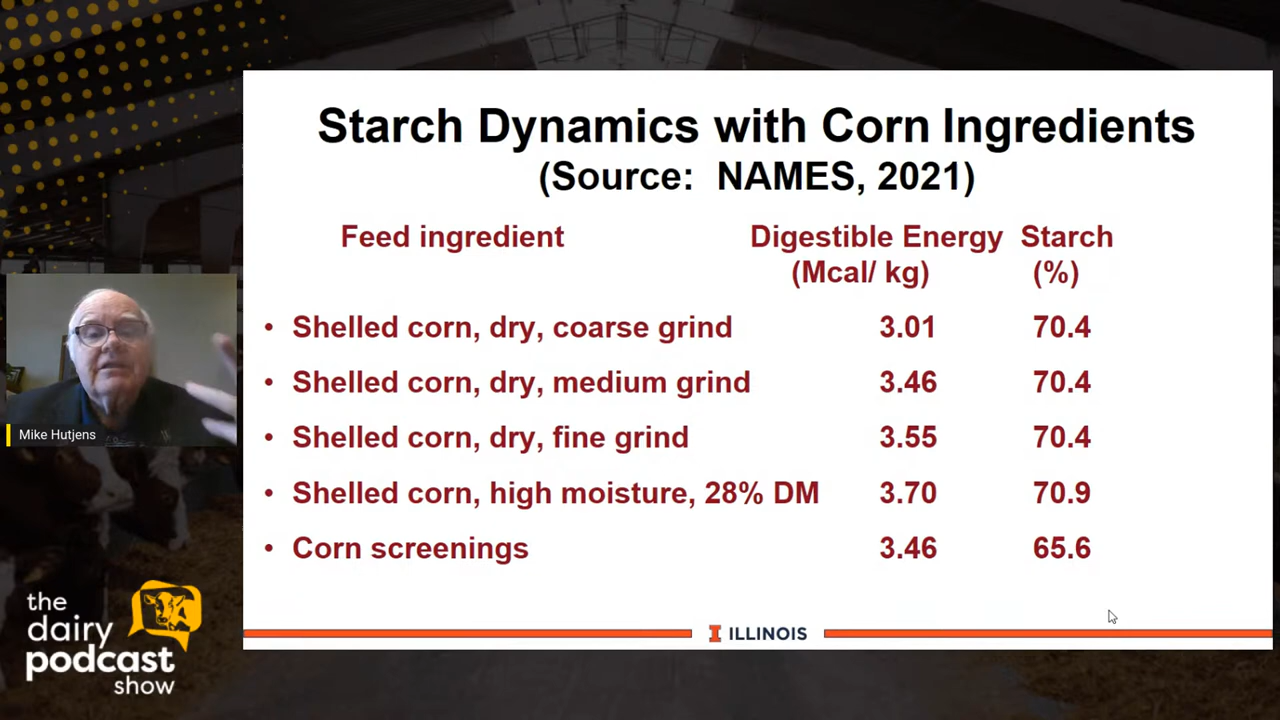 Starch Dynamics with Corn Ingredients
(Source: NAMES, 2021)
Feed ingredient Digestible Energy Starch
(Mcal/ kg) (%)
• Shelled corn, dry, coarse grind 3.01 70.4
• Shelled corn, dry, medium grind 3.46 70.4
• Shelled corn, dry, fine grind 3.55 70.4
• Shelled corn, high moisture, 28% DM 3.70 70.9
• Corn screenings 3.46 65.6
I ILLINOIS
Mike Hutjens
the
dairy
podcast
show